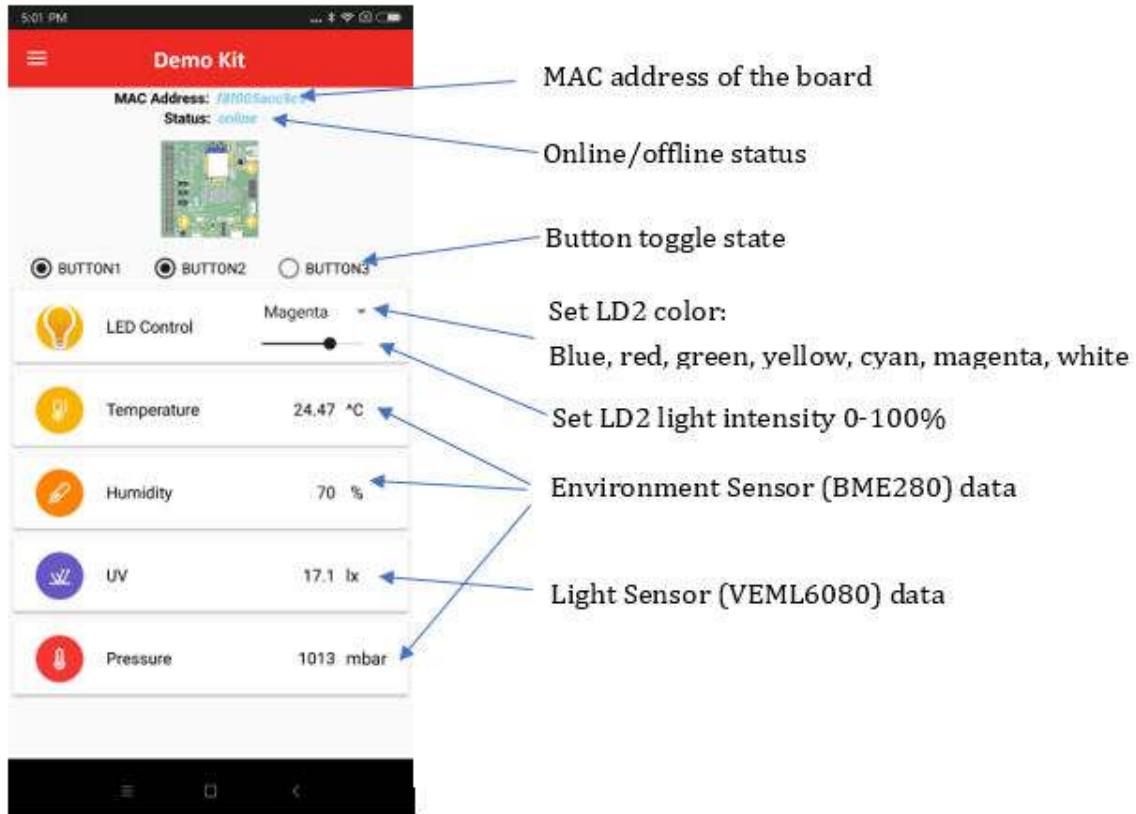 5:01 PM
Demo Kit
MAC Address:
Status: online
BUTTON1 BUTTON2 BUTTON3
LED Control Magenta
Temperature 24.47 ^C
Humidity 70 %
UV 17.1 lx
Pressure 1013 mbar
MAC address of the board
Online/offline status
Button toggle state
Set LD2 color:
Blue, red, green, yellow, cyan, magenta, white
Set LD2 light intensity 0-100%
Environment Sensor (BME280) data
Light Sensor (VEML6080) data